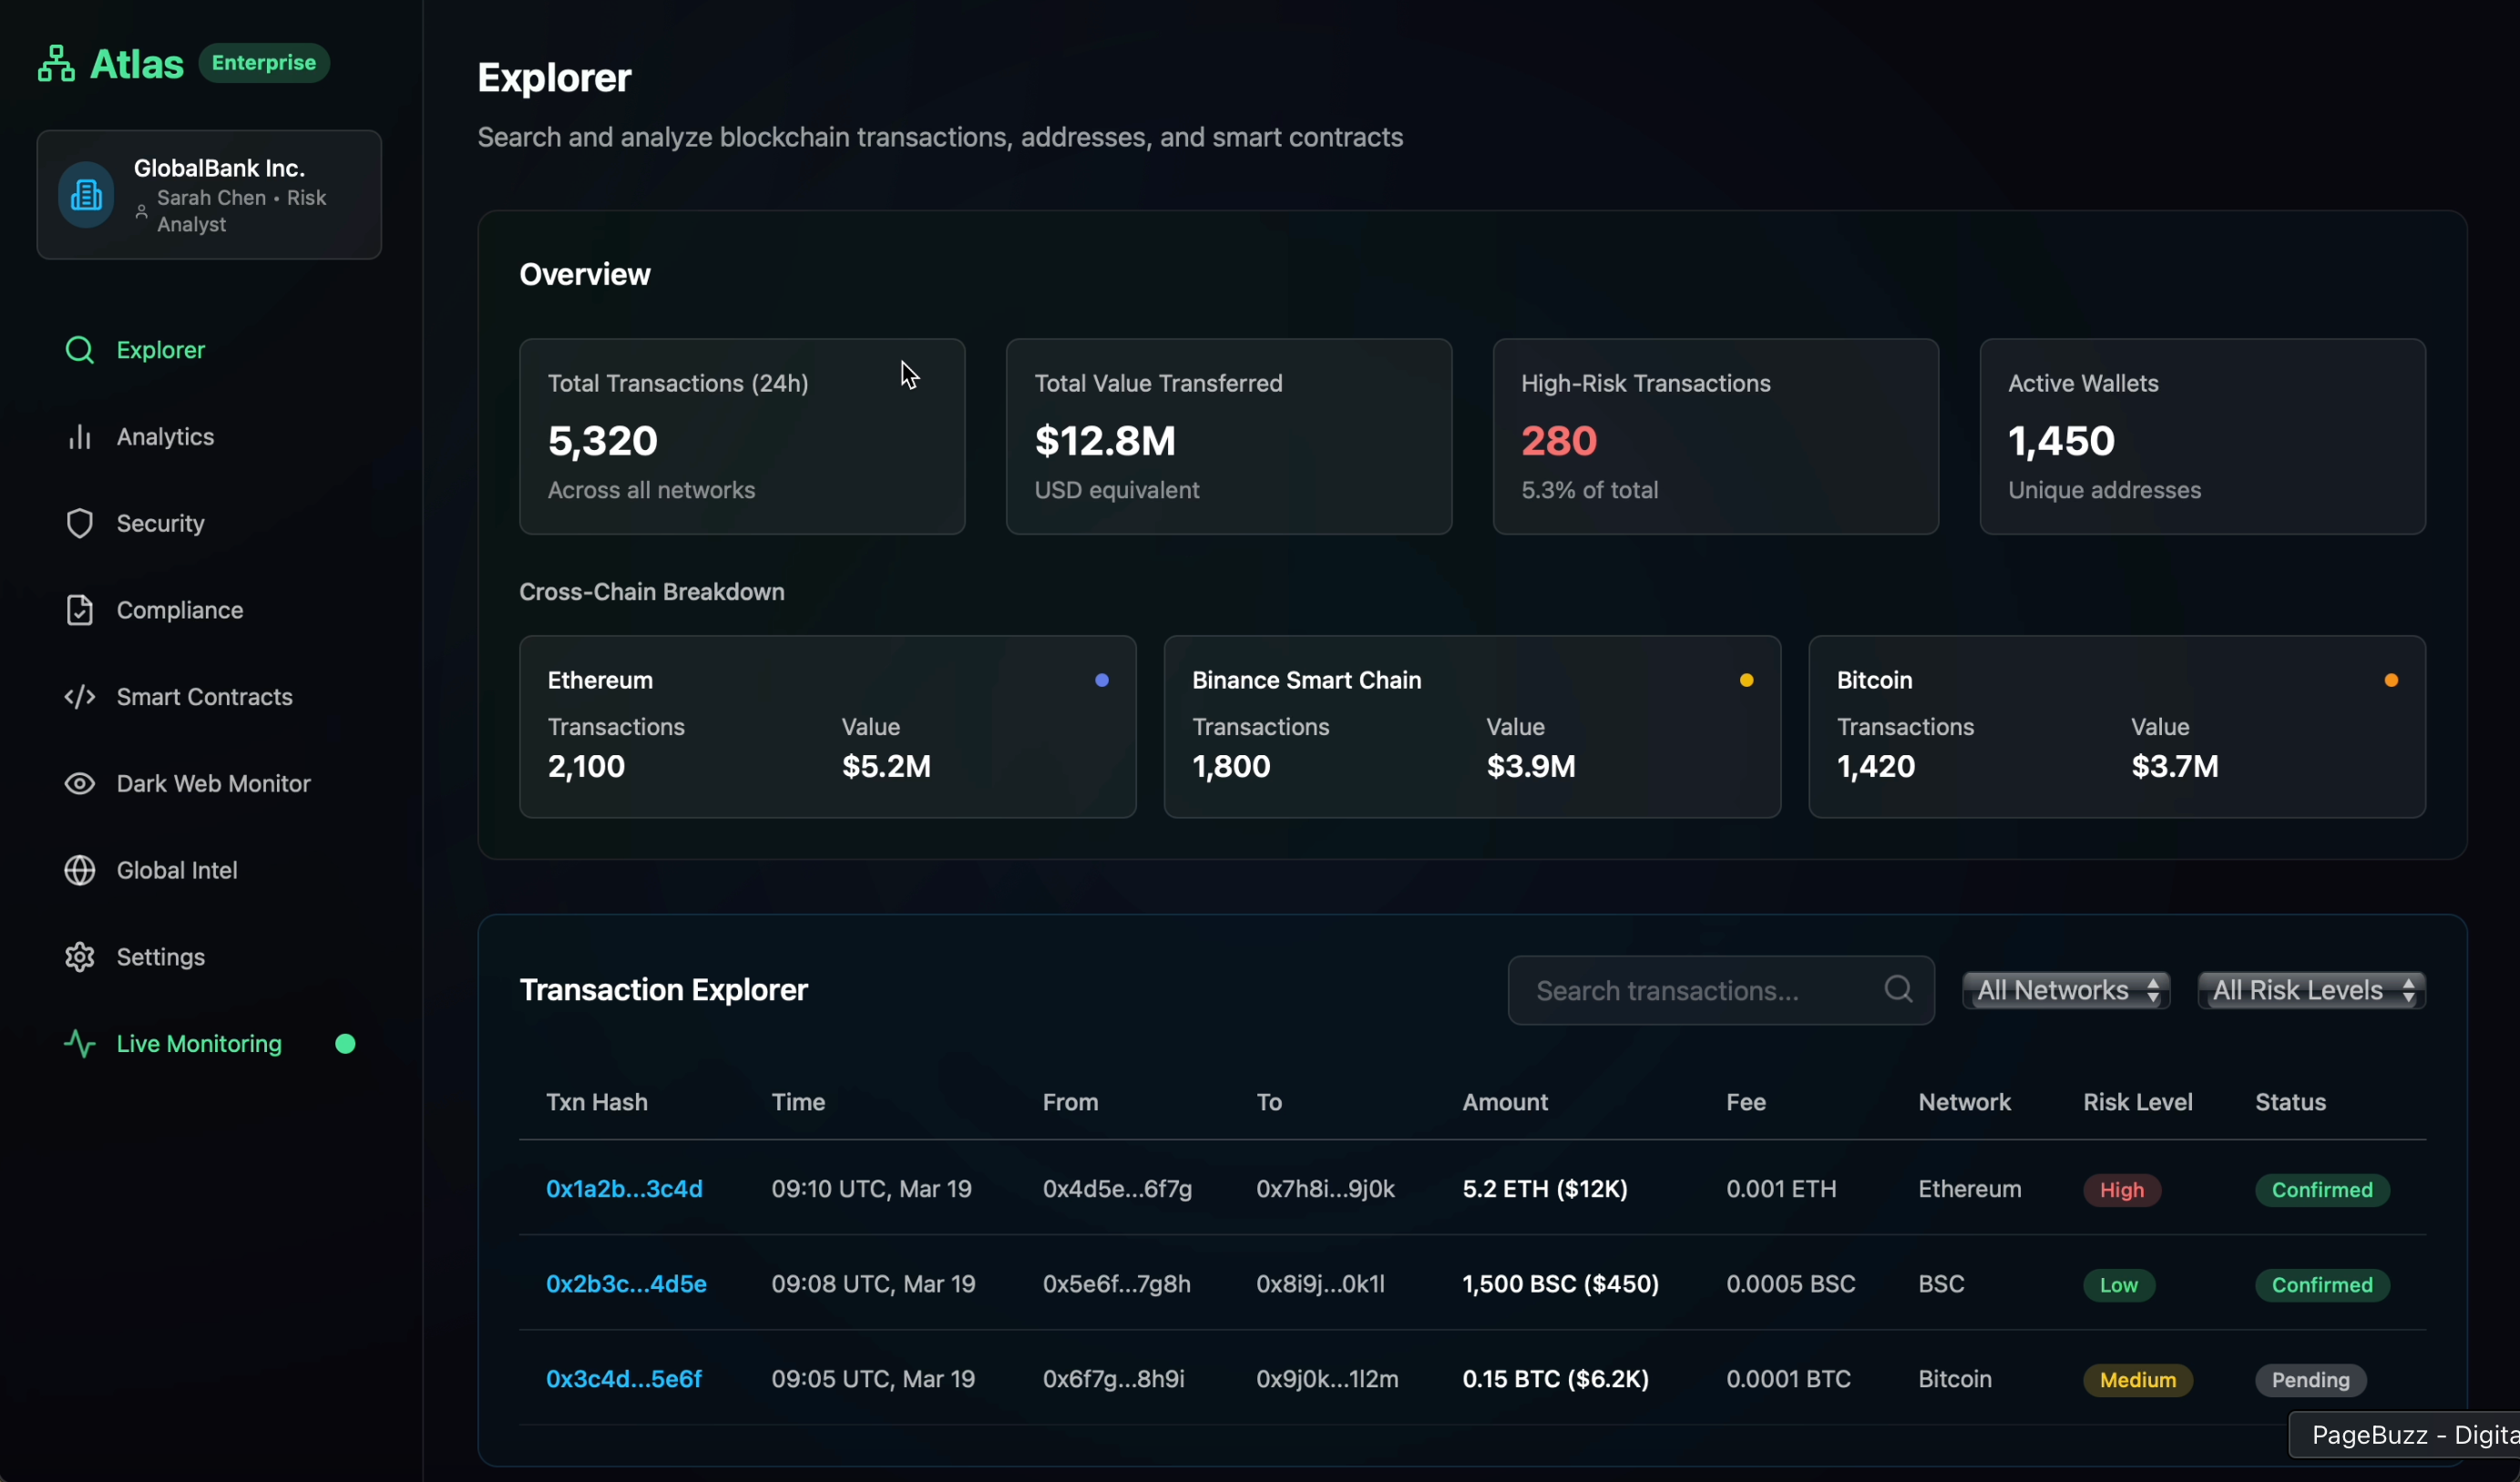 Atlas Enterprise
GlobalBank Inc.
Sarah Chen • Risk
Analyst
Explorer
Analytics
Security
Compliance
Smart Contracts
Dark Web Monitor
Global Intel
Settings
Live Monitoring
Explorer
Search and analyze blockchain transactions, addresses, and smart contracts
Overview
Total Transactions (24h)
5,320
Across all networks
Total Value Transferred
$12.8M
USD equivalent
High-Risk Transactions
280
5.3% of total
Active Wallets
1,450
Unique addresses
Cross-Chain Breakdown
Ethereum
Transactions Value
2,100 $5.2M
Binance Smart Chain
Transactions Value
1,800 $3.9M
Bitcoin
Transactions Value
1,420 $3.7M
Transaction Explorer Search transactions... All Networks All Risk Levels
Txn Hash Time From To Amount Fee Network Risk Level Status
0x1a2b...3c4d 09:10 UTC, Mar 19 0x4d5e...6f7g 0x7h8i...9j0k 5.2 ETH ($12K) 0.001 ETH Ethereum High Confirmed
0x2b3c...4d5e 09:08 UTC, Mar 19 0x5e6f...7g8h 0x8i9j...0k1l 1,500 BSC ($450) 0.0005 BSC BSC Low Confirmed
0x3c4d...5e6f 09:05 UTC, Mar 19 0x6f7g...8h9i 0x9j0k...1l2m 0.15 BTC ($6.2K) 0.0001 BTC Bitcoin Medium Pending
PageBuzz - Digita